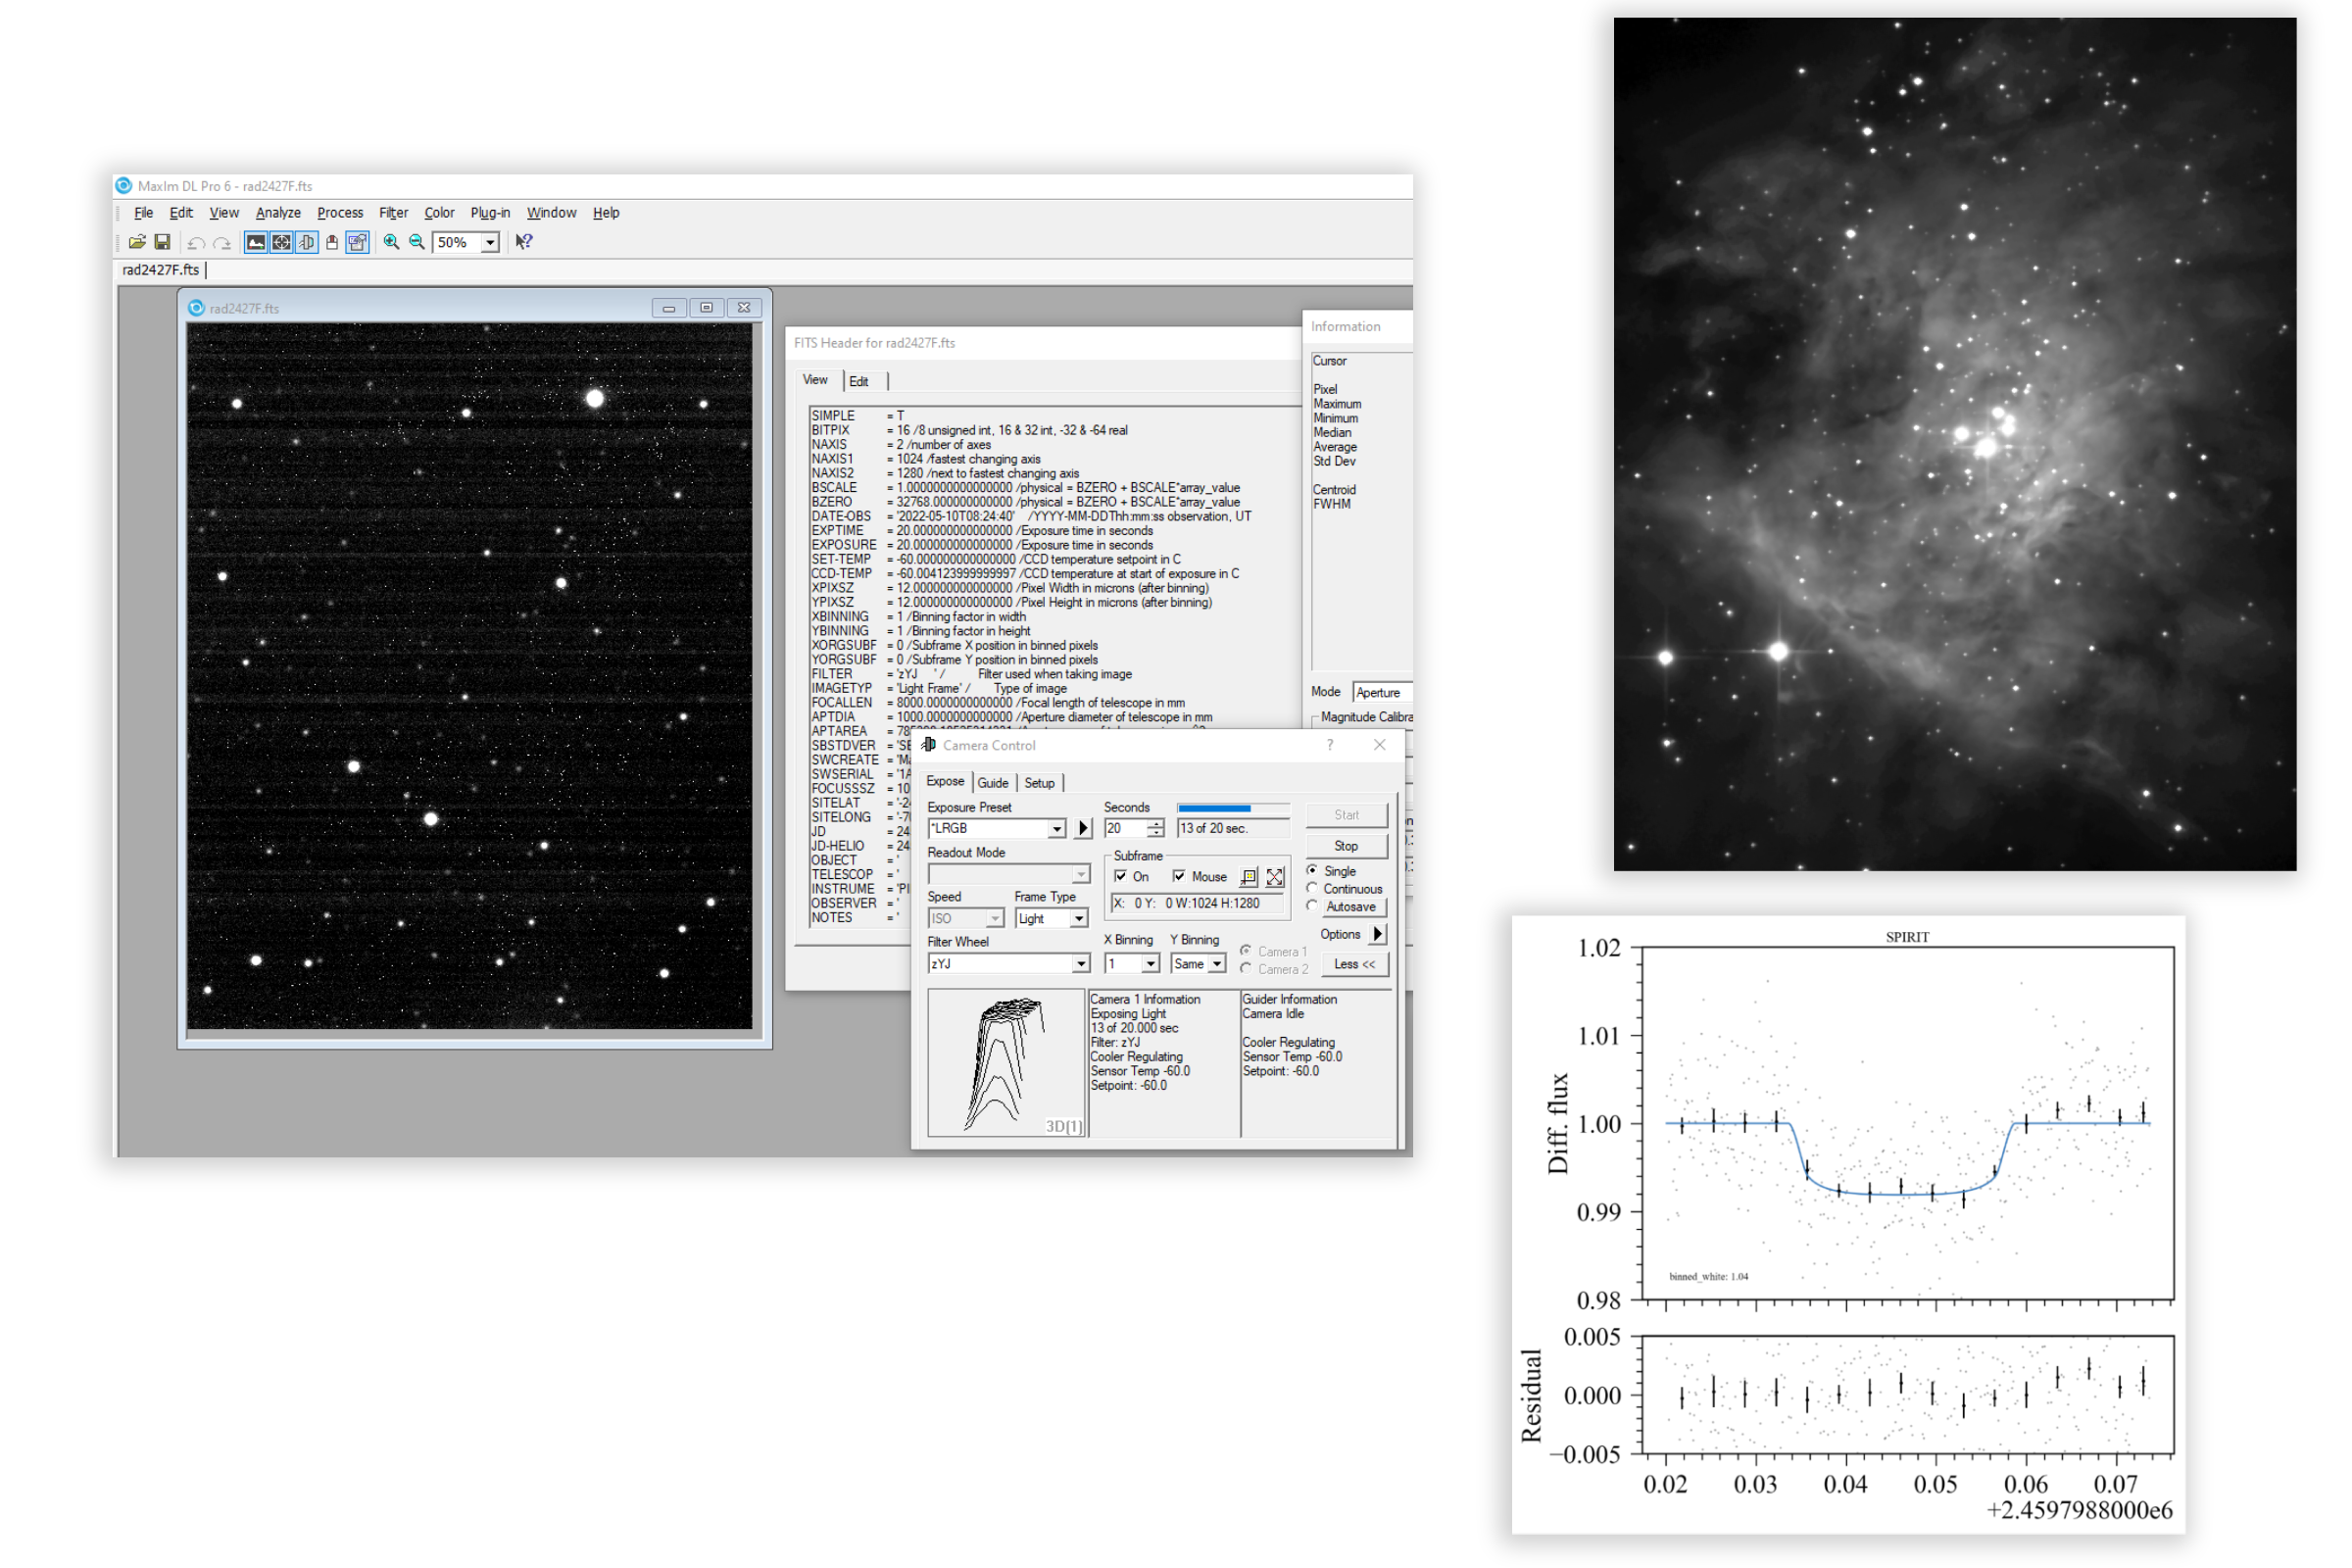 MaxIm DL Pro 6 - rad2427F.fts
File Edit View Analyze Process Filter Color Plug-in Window Help
50%
rad2427F.fts
rad2427F.fts
FITS Header for rad2427F.fts
View Edit
SIMPLE = T
BITPIX = 16 /8 unsigned int, 16 & 32 int, -32 & -64 real
NAXIS = 2 /number of axes
NAXIS1 = 1024 /fastest changing axis
NAXIS2 = 1280 /next to fastest changing axis
BSCALE = 1.0000000000000000 /physical = BZERO + BSCALE*array_value
BZERO = 32768.000000000000 /physical = BZERO + BSCALE*array_value
DATE-OBS = '2022-05-10T08:24:40' /YYYY-MM-DDThh:mm:ss observation, UT
EXPTIME = 20.000000000000000 /Exposure time in seconds
EXPOSURE = 20.000000000000000 /Exposure time in seconds
SET-TEMP = -60.000000000000000 /CCD temperature setpoint in C
CCD-TEMP = -60.004123999999997 /CCD temperature at start of exposure in C
XPIXSZ = 12.000000000000000 /Pixel Width in microns (after binning)
YPIXSZ = 12.000000000000000 /Pixel Height in microns (after binning)
XBINNING = 1 /Binning factor in width
YBINNING = 1 /Binning factor in height
XORGSUBF = 0 /Subframe X position in binned pixels
YORGSUBF = 0 /Subframe Y position in binned pixels
FILTER = 'zYJ ' / Filter used when taking image
IMAGETYP = 'Light Frame' / Type of image
FOCALLEN = 8000.0000000000000 /Focal length of telescope in mm
APTDIA = 1000.0000000000000 /Aperture diameter of telescope in mm
APTAREA
SBSTDVER = 'SB
SWCREATE = 'Ma
SWSERIAL = '1A
FOCUSSSZ = 10
SITELAT = '-2
SITELONG = '-7
JD = 24
JD-HELIO = 24
OBJECT = '
TELESCOP = '
INSTRUME = 'PI
OBSERVER = '
NOTES = '
Information
Cursor
Pixel
Maximum
Minimum
Median
Average
Std Dev
Centroid
FWHM
Mode Aperture
Magnitude Calibra
Camera Control
Expose Guide Setup
Exposure Preset
*LRGB
Seconds
20
13 of 20 sec.
Start
Stop
Readout Mode
Subframe
On Mouse
X: 0 Y: 0 W:1024 H:1280
Single
Continuous
Autosave
Speed Frame Type
ISO Light
Options
Filter Wheel
zYJ
X Binning Y Binning
1 Same
Camera 1
Camera 2
Less <<
3D(1)
Camera 1 Information
Exposing Light
13 of 20.000 sec
Filter: zYJ
Cooler Regulating
Sensor Temp -60.0
Setpoint: -60.0
Guider Information
Camera Idle
Cooler Regulating
Sensor Temp -60.0
Setpoint: -60.0
SPIRIT
1.02
1.01
1.00
0.99
0.98
Diff. flux
binned_white: 1.04
0.005
0.000
−0.005
Residual
0.02 0.03 0.04 0.05 0.06 0.07
+2.4597988000e6